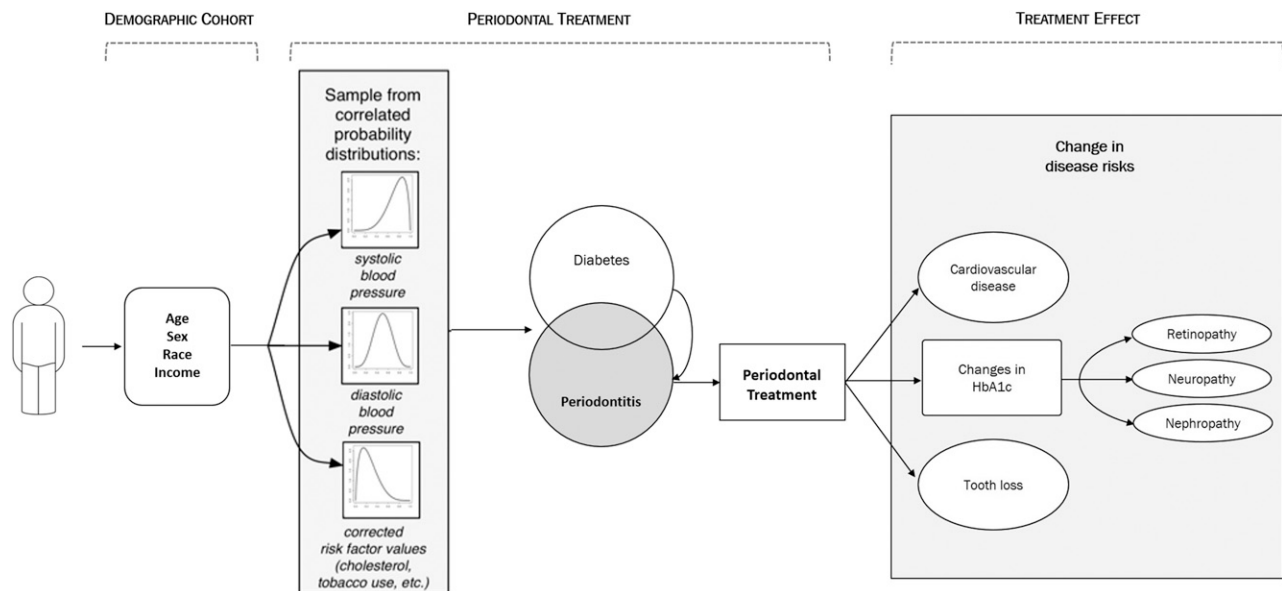 DEMOGRAPHIC COHORT
PERIODONTAL TREATMENT
TREATMENT EFFECT
Age
Sex
Race
Income
Sample from
correlated
probability
distributions:
systolic
blood
pressure
diastolic
blood
pressure
corrected
risk factor values
(cholesterol,
tobacco use, etc.)
Diabetes
Periodontitis
Periodontal
Treatment
Change in
disease risks
Cardiovascular
disease
Changes in
HbA1c
Tooth loss
Retinopathy
Neuropathy
Nephropathy